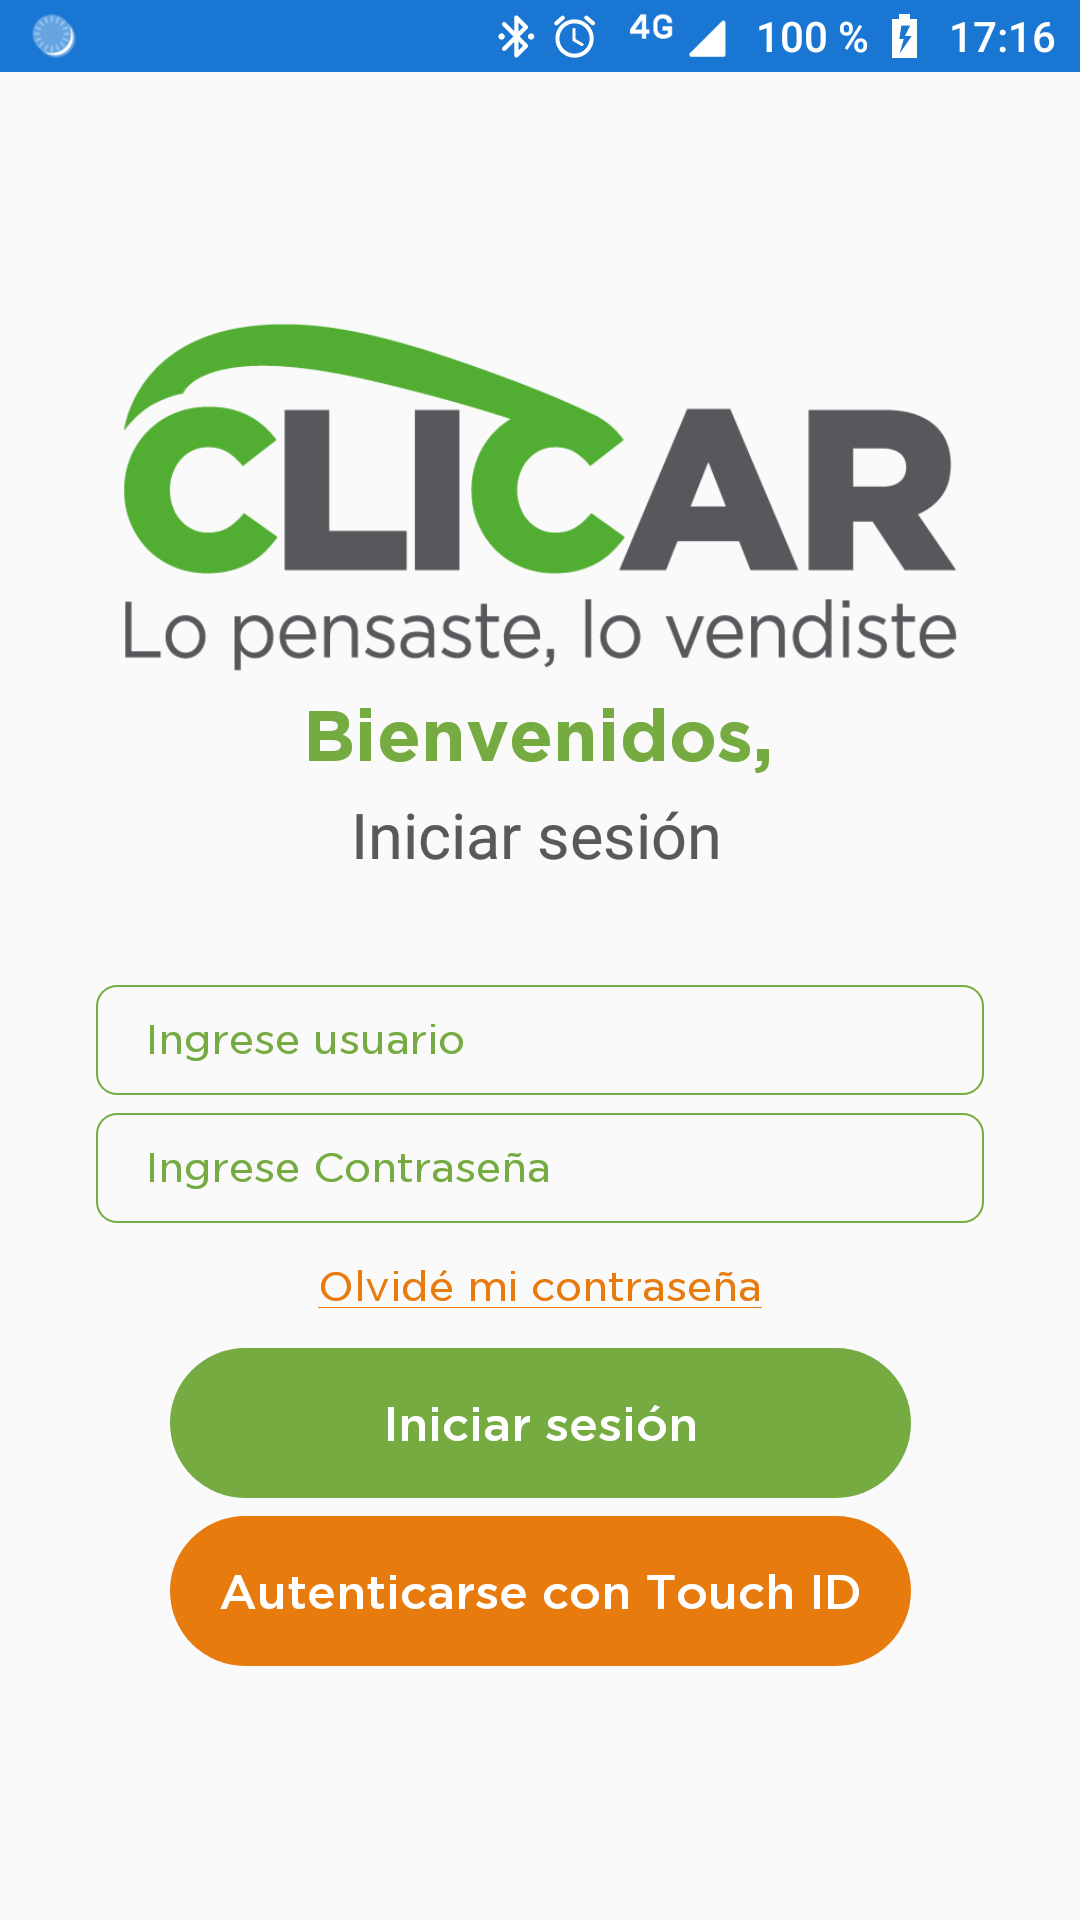 4G 100 % 17:16
CLICAR
Lo pensaste, lo vendiste
Bienvenidos,
Iniciar sesión
Ingrese usuario
Ingrese Contraseña
Olvidé mi contraseña
Iniciar sesión
Autenticarse con Touch ID